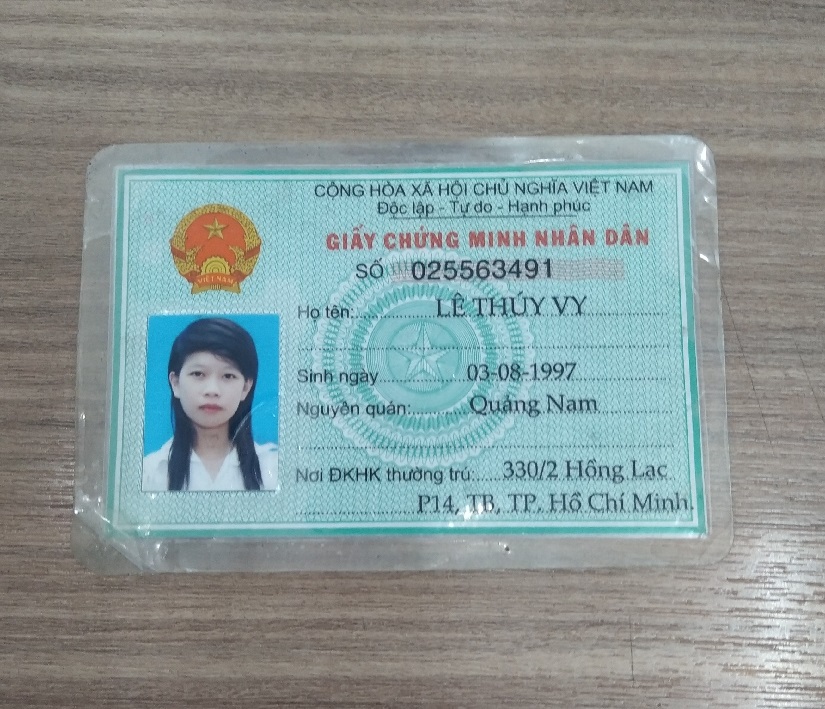 CỘNG HÒA XÃ HỘI CHỦ NGHĨA VIỆT NAM
Độc lập - Tự do - Hạnh phúc
GIẤY CHỨNG MINH NHÂN DÂN
SỐ 025563491
VIỆT NAM
Họ tên: LÊ THÚY VY
Sinh ngày 03-08-1997
Nguyên quán: Quảng Nam
Nơi ĐKHK thường trú: 330/2 Hồng Lạc
P14, TB, TP. Hồ Chí Minh.